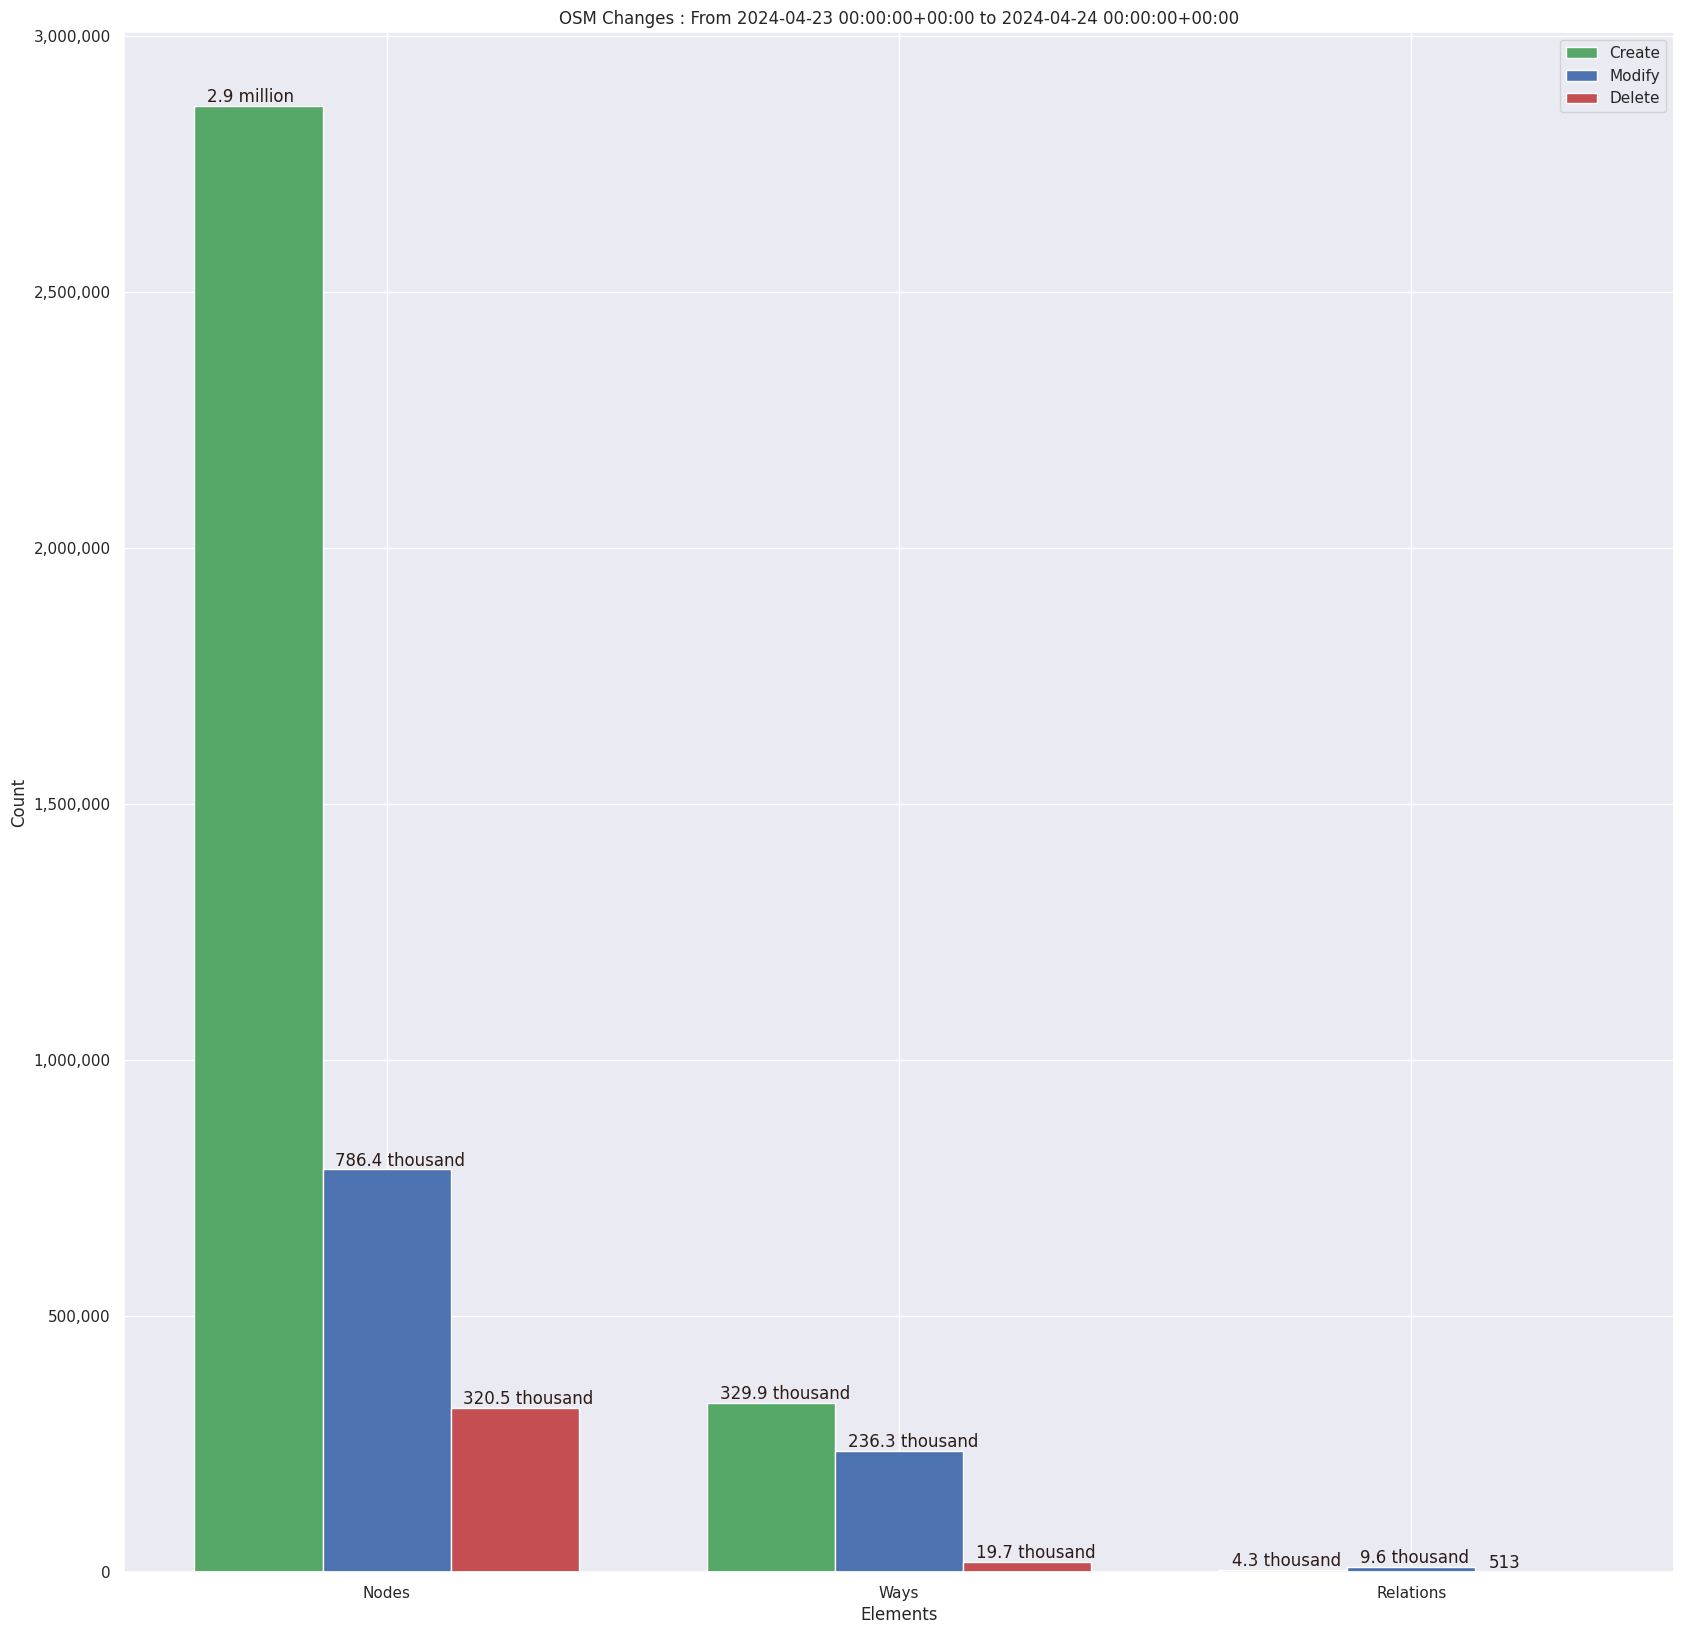 OSM Changes : From 2024-04-23 00:00:00+00:00 to 2024-04-24 00:00:00+00:00
3,000,000
2,500,000
2,000,000
1,500,000
1,000,000
500,000
0
Count
Create
Modify
Delete
2.9 million
786.4 thousand
320.5 thousand
329.9 thousand
236.3 thousand
19.7 thousand
4.3 thousand
9.6 thousand
513
Nodes
Ways
Relations
Elements